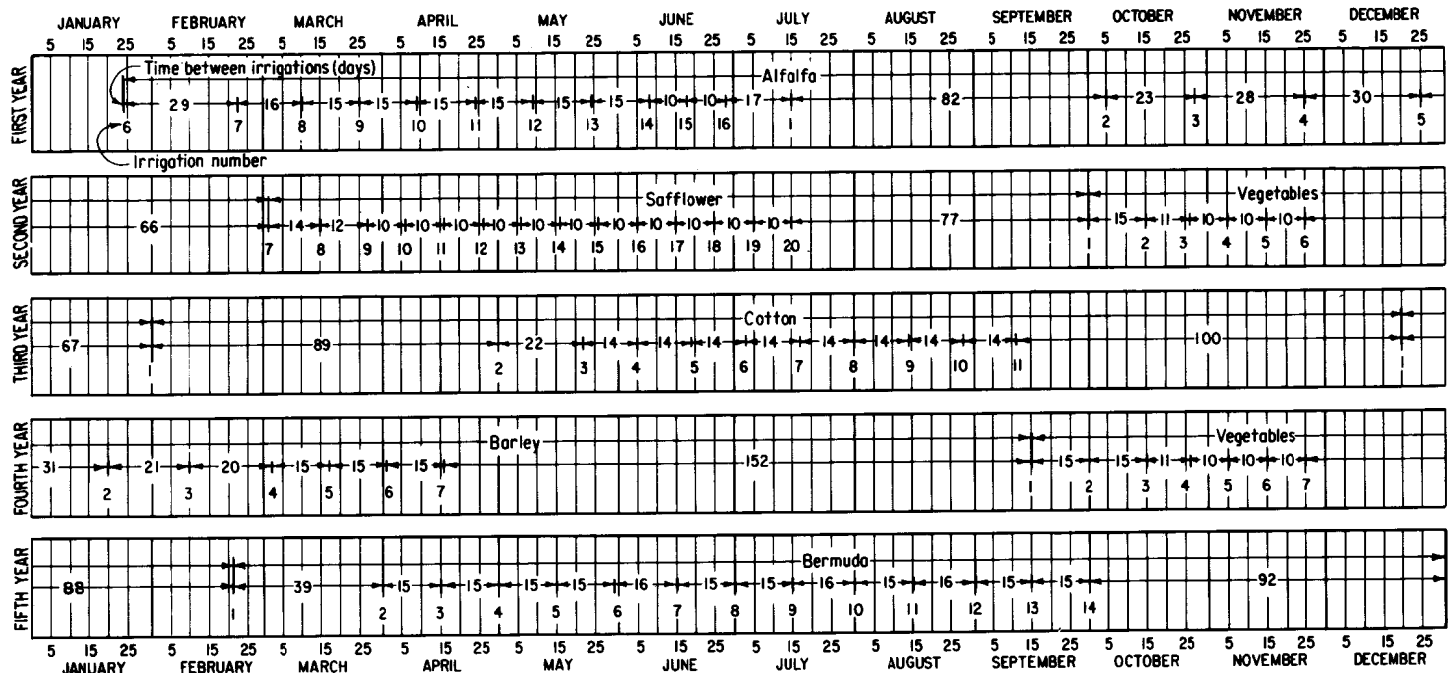 JANUARY FEBRUARY MARCH APRIL MAY JUNE JULY AUGUST SEPTEMBER OCTOBER NOVEMBER DECEMBER
5 15 25 5 15 25 5 15 25 5 15 25 5 15 25 5 15 25 5 15 25 5 15 25 5 15 25 5 15 25 5 15 25 5 15 25
FIRST YEAR
Time between irrigations (days)
Alfalfa
29 16 15 15 15 15 15 15 10 10 17 82 23 28 30
6 7 8 9 10 11 12 13 14 15 16 1 2 3 4 5
Irrigation number
SECOND YEAR
Safflower Vegetables
66 14 12 10 10 10 10 10 10 10 10 10 10 10 77 15 11 10 10 10
7 8 9 10 11 12 13 14 15 16 17 18 19 20 1 2 3 4 5 6
THIRD YEAR
Cotton
67 89 22 14 14 14 14 14 14 14 14 100
1 2 3 4 5 6 7 8 9 10 11 1
FOURTH YEAR
Barley Vegetables
31 21 20 15 15 15 152 15 15 11 10 10 10
2 3 4 5 6 7 1 2 3 4 5 6 7
FIFTH YEAR
Bermuda
88 39 15 15 15 15 16 15 15 16 15 16 15 15 92
1 2 3 4 5 6 7 8 9 10 11 12 13 14
5 15 25 5 15 25 5 15 25 5 15 25 5 15 25 5 15 25 5 15 25 5 15 25 5 15 25 5 15 25 5 15 25 5 15 25
JANUARY FEBRUARY MARCH APRIL MAY JUNE JULY AUGUST SEPTEMBER OCTOBER NOVEMBER DECEMBER